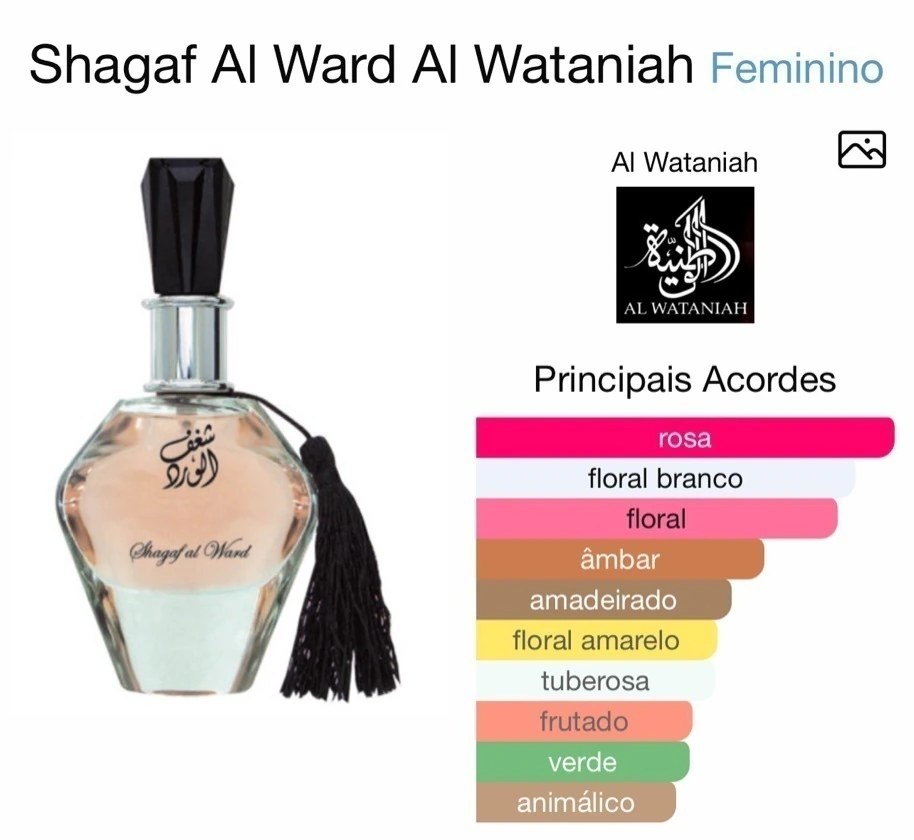 Shagaf Al Ward Al Wataniah Feminino
Al Wataniah
الوطنية
AL WATANIAH
Principais Acordes
شغف
الورد
Shagaf al Ward
rosa
floral branco
floral
âmbar
amadeirado
floral amarelo
tuberosa
frutado
verde
animálico